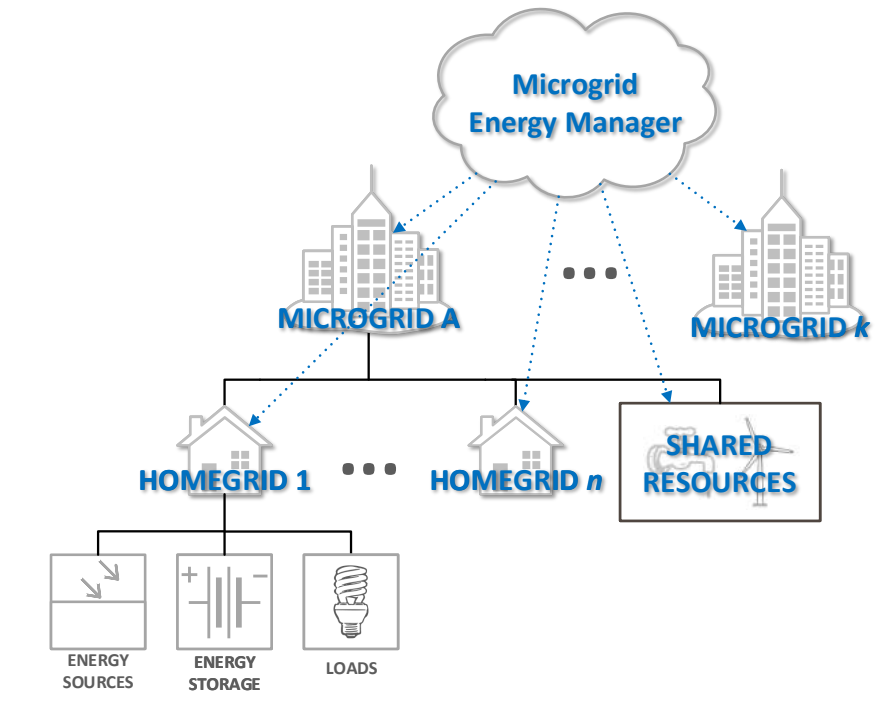 Microgrid
Energy Manager
MICROGRID A
MICROGRID k
HOMEGRID 1
HOMEGRID n
SHARED
RESOURCES
+ −
ENERGY
SOURCES
ENERGY
STORAGE
LOADS